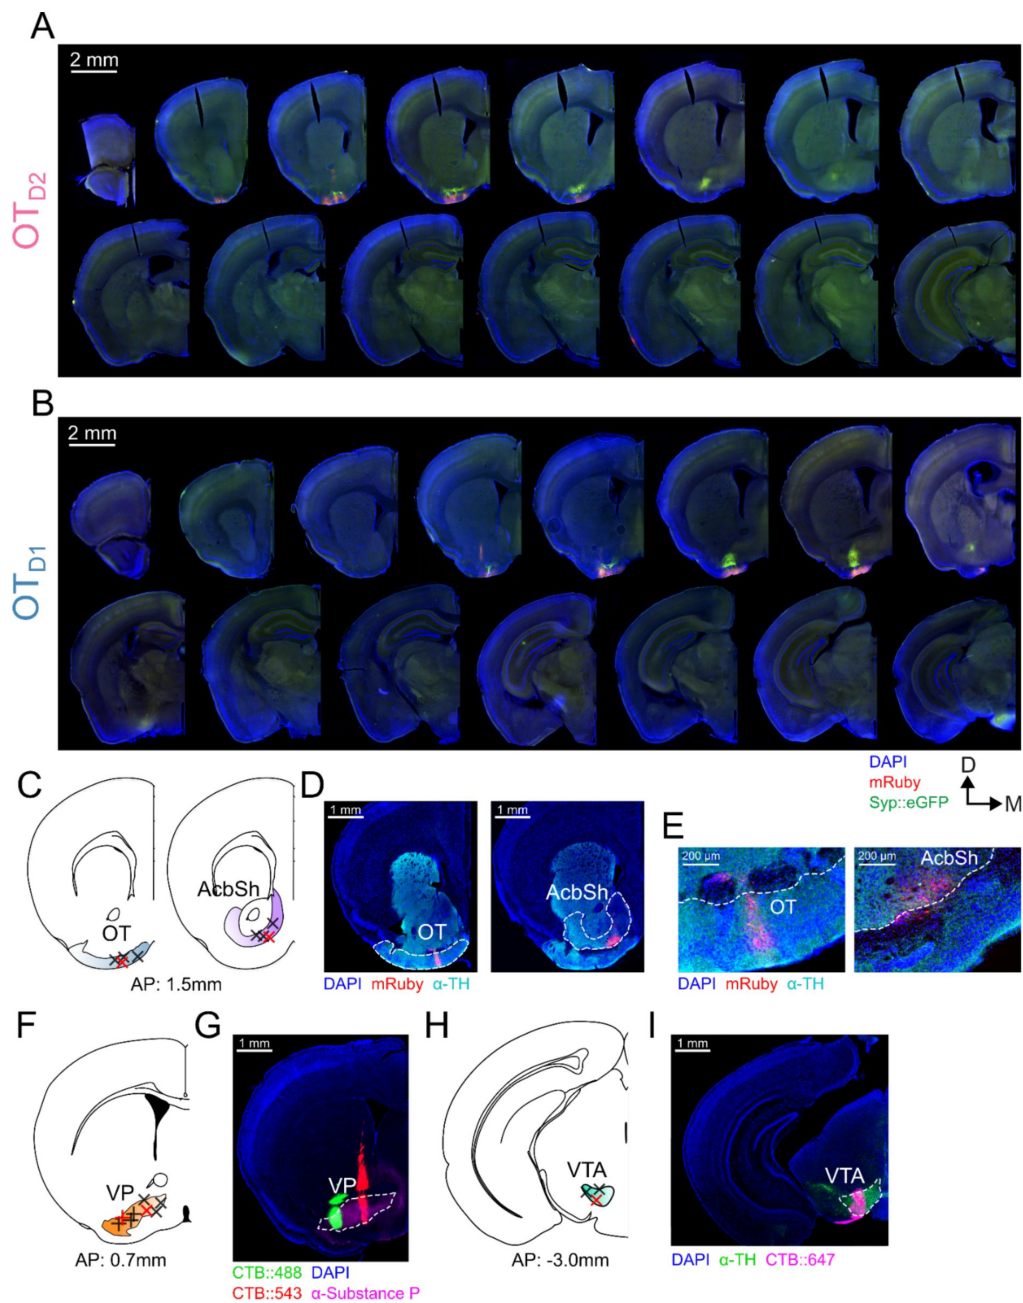 A
2 mm
OTD2
B
2 mm
OTD1
DAPI
mRuby
Syp::eGFP
D
M
C
AcbSh
OT
AP: 1.5mm
D
1 mm
1 mm
AcbSh
OT
DAPI mRuby α-TH
E
200 µm
200 µm
AcbSh
OT
DAPI mRuby α-TH
F
VP
AP: 0.7mm
G
1 mm
VP
CTB::488 DAPI
CTB::543 α-Substance P
H
VTA
AP: -3.0mm
I
1 mm
VTA
DAPI α-TH CTB::647